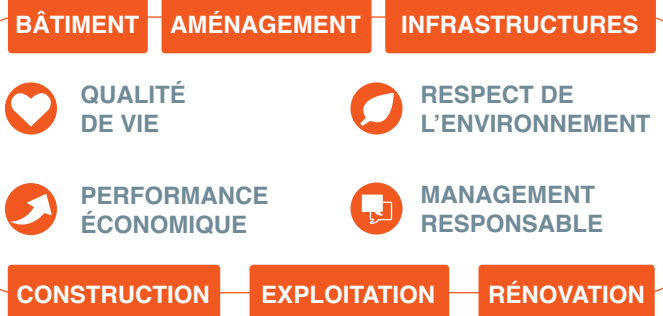 BÂTIMENT AMÉNAGEMENT INFRASTRUCTURES
QUALITÉ
DE VIE
RESPECT DE
L'ENVIRONNEMENT
PERFORMANCE
ÉCONOMIQUE
MANAGEMENT
RESPONSABLE
CONSTRUCTION EXPLOITATION RÉNOVATION